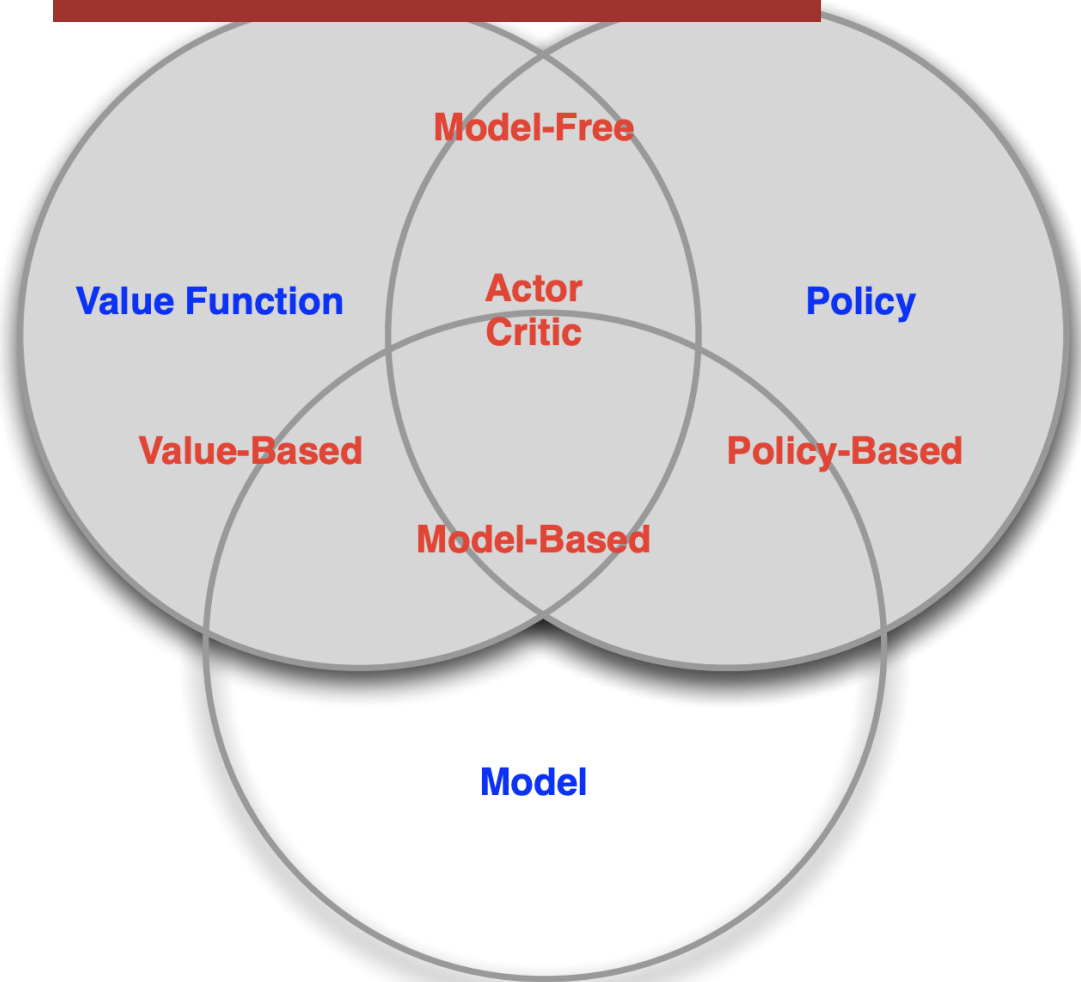 Model-Free
Actor
Critic
Value Function
Policy
Value-Based
Policy-Based
Model-Based
Model